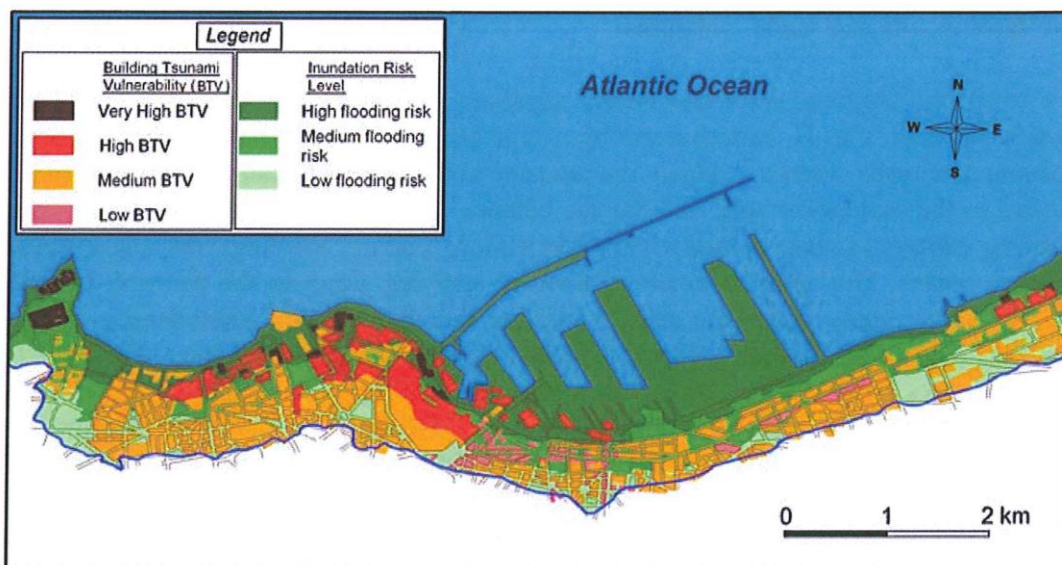 Legend
Building Tsunami
Vulnerability (BTV)
Very High BTV
High BTV
Medium BTV
Low BTV
Inundation Risk
Level
High flooding risk
Medium flooding
risk
Low flooding risk
Atlantic Ocean
N
W E
S
0 1 2 km